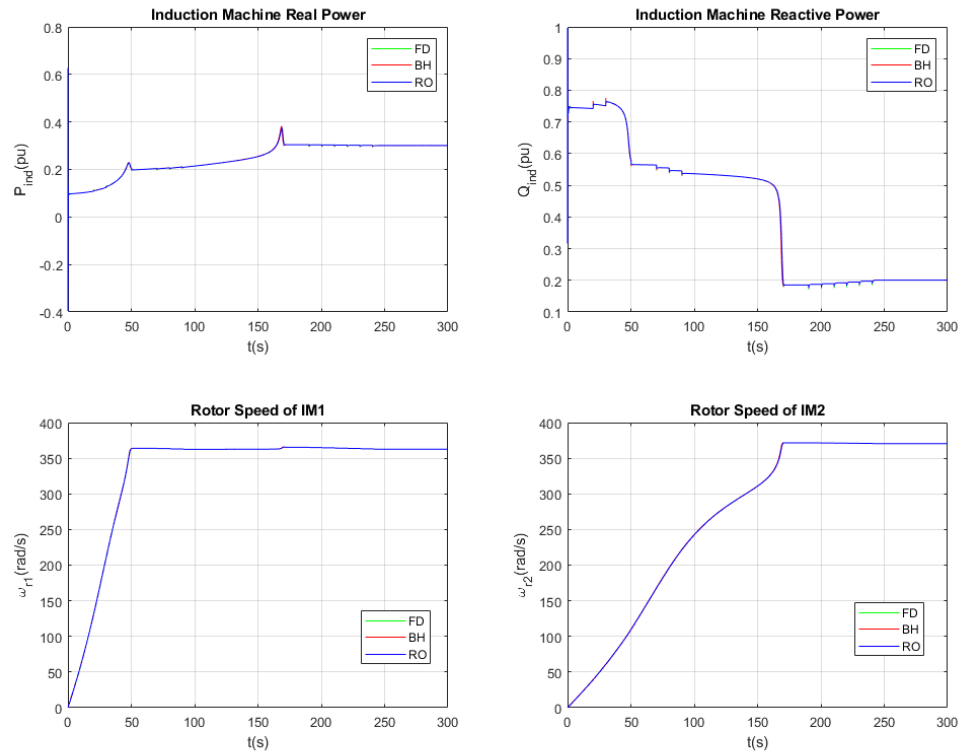 Induction Machine Real Power
0.8
0.6
0.4
0.2
0
-0.2
-0.4
P_ind(pu)
FD
BH
RO
0 50 100 150 200 250 300
t(s)
Induction Machine Reactive Power
1
0.9
0.8
0.7
0.6
0.5
0.4
0.3
0.2
0.1
Q_ind(pu)
FD
BH
RO
0 50 100 150 200 250 300
t(s)
Rotor Speed of IM1
400
350
300
250
200
150
100
50
0
ω_r1(rad/s)
FD
BH
RO
0 50 100 150 200 250 300
t(s)
Rotor Speed of IM2
400
350
300
250
200
150
100
50
0
ω_r2(rad/s)
FD
BH
RO
0 50 100 150 200 250 300
t(s)